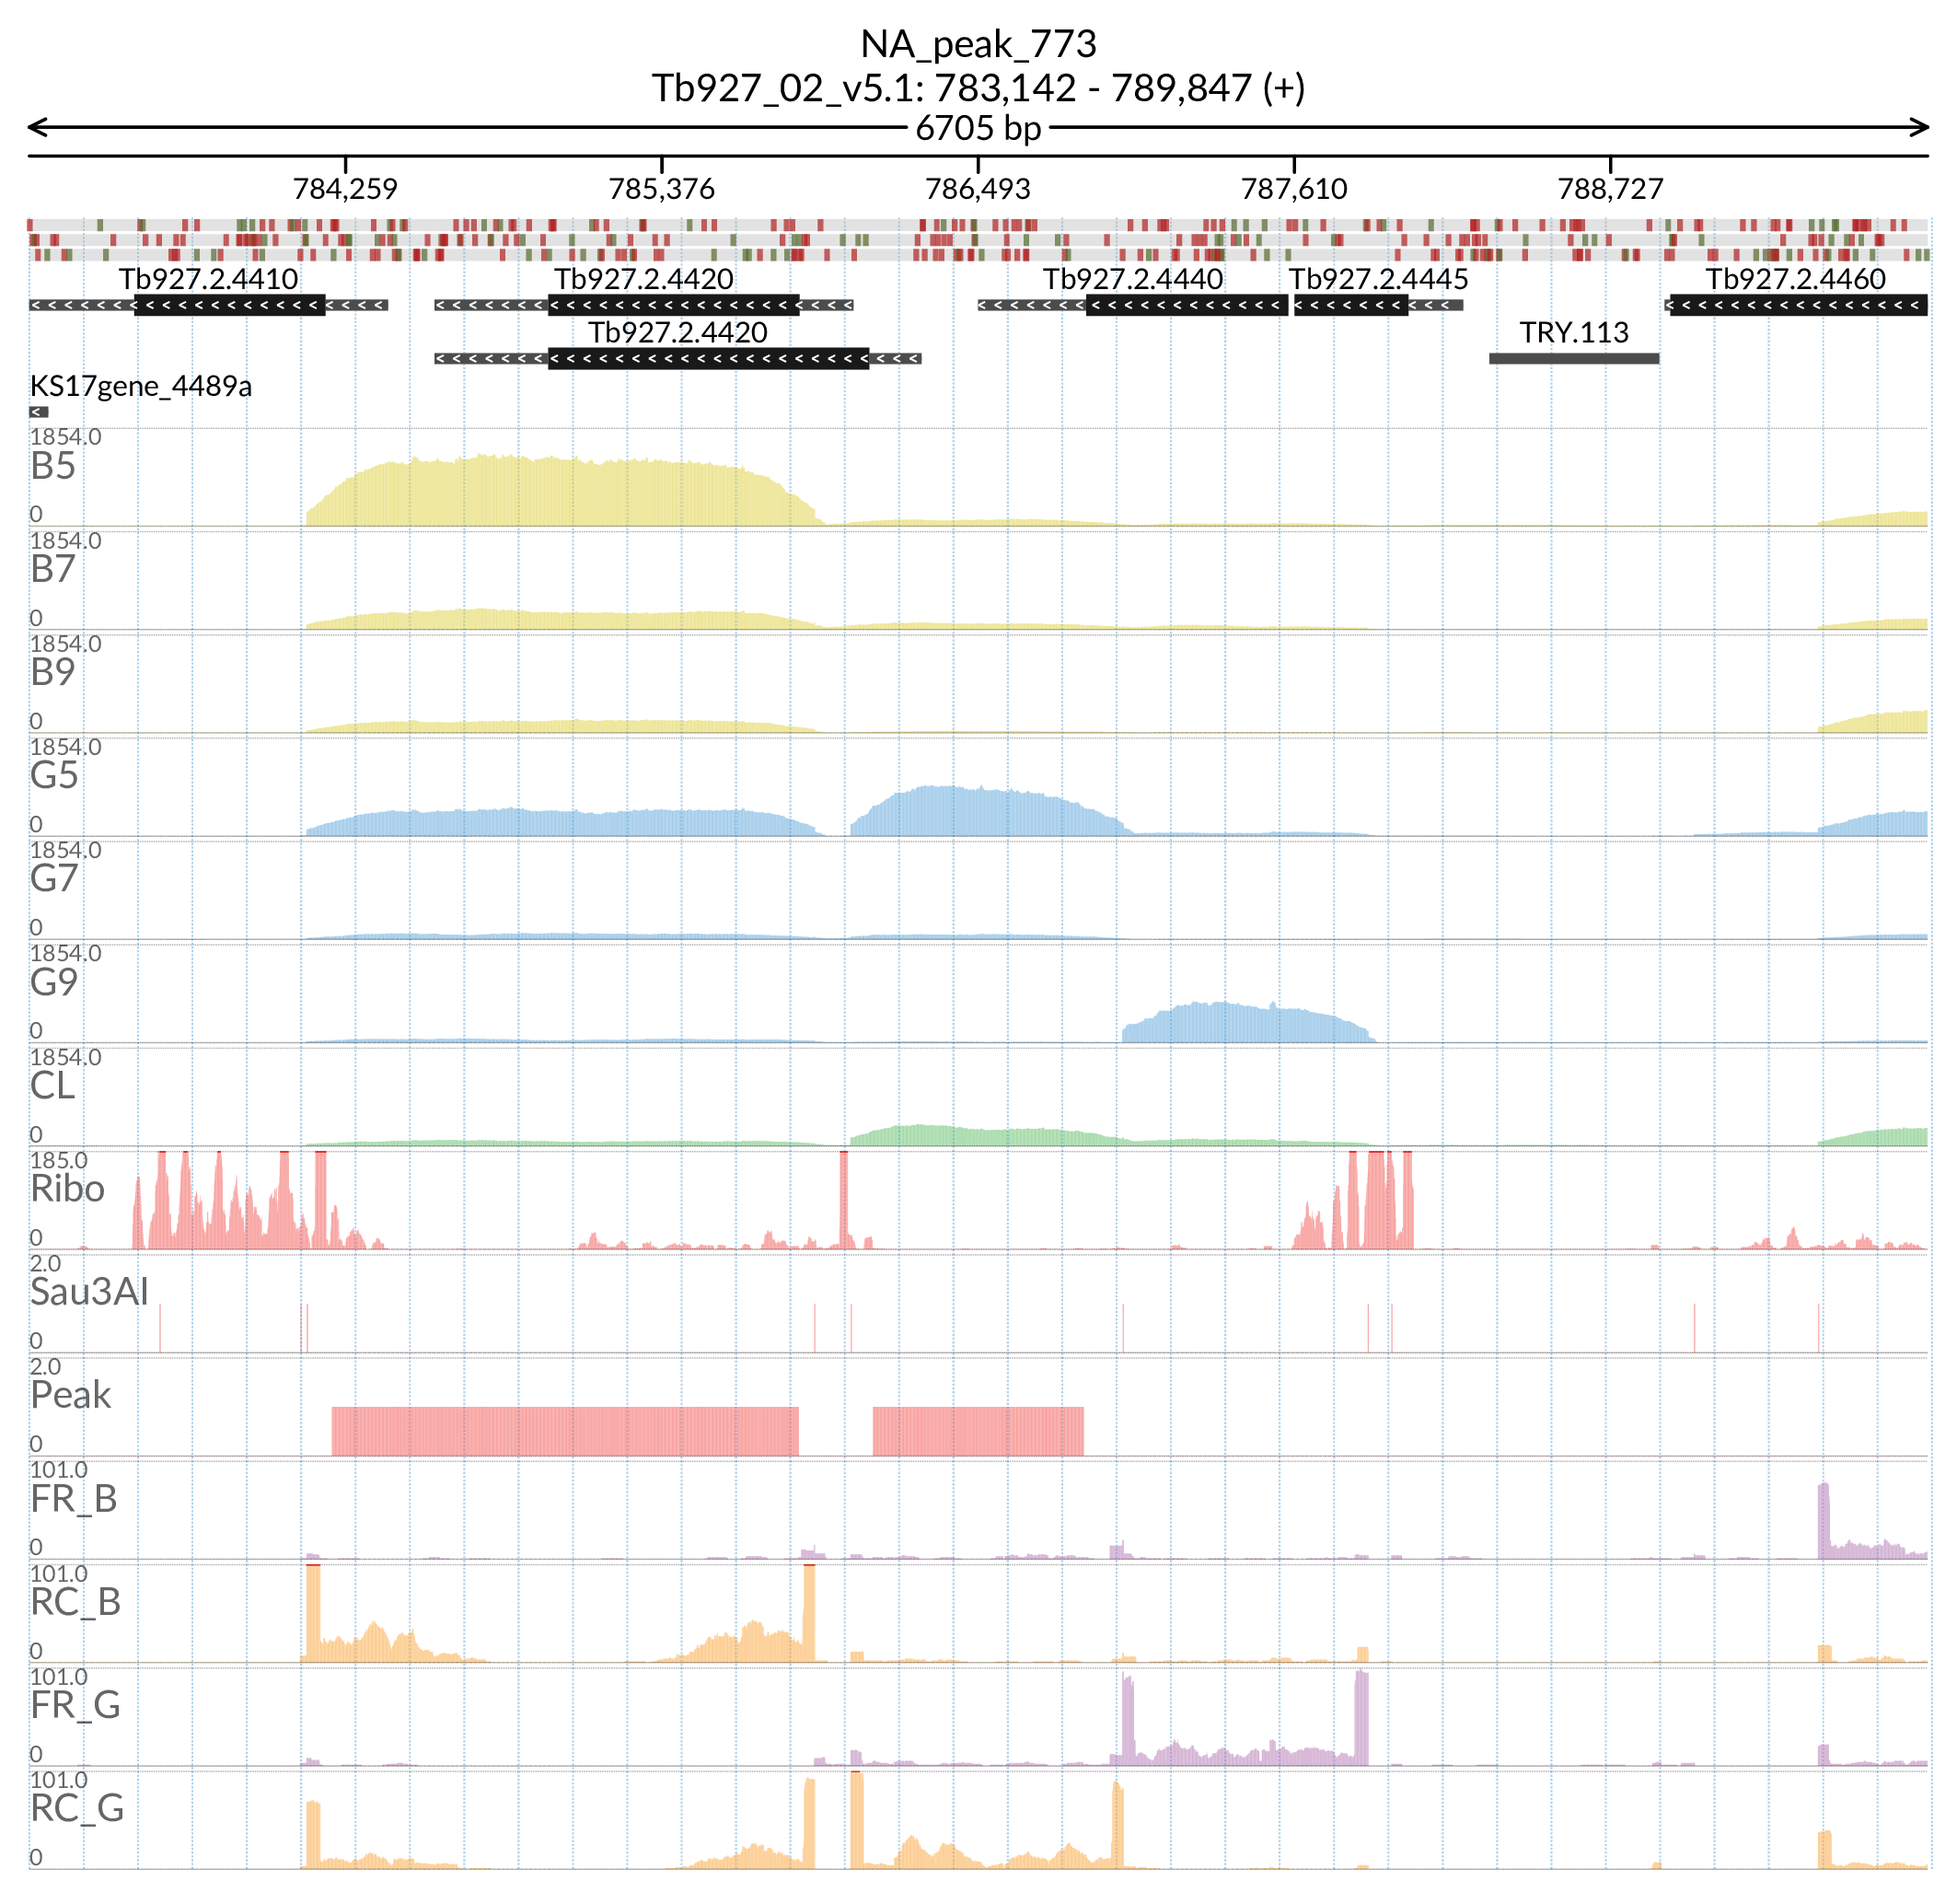 NA_peak_773
Tb927_02_v5.1: 783,142 - 789,847 (+)
6705 bp
784,259 785,376 786,493 787,610 788,727
Tb927.2.4410 Tb927.2.4420 Tb927.2.4440 Tb927.2.4445 Tb927.2.4460
Tb927.2.4420 TRY.113
KS17gene_4489a
1854.0
B5
0
1854.0
B7
0
1854.0
B9
0
1854.0
G5
0
1854.0
G7
0
1854.0
G9
0
1854.0
CL
0
185.0
Ribo
0
2.0
Sau3AI
0
2.0
Peak
0
101.0
FR_B
0
101.0
RC_B
0
101.0
FR_G
0
101.0
RC_G
0